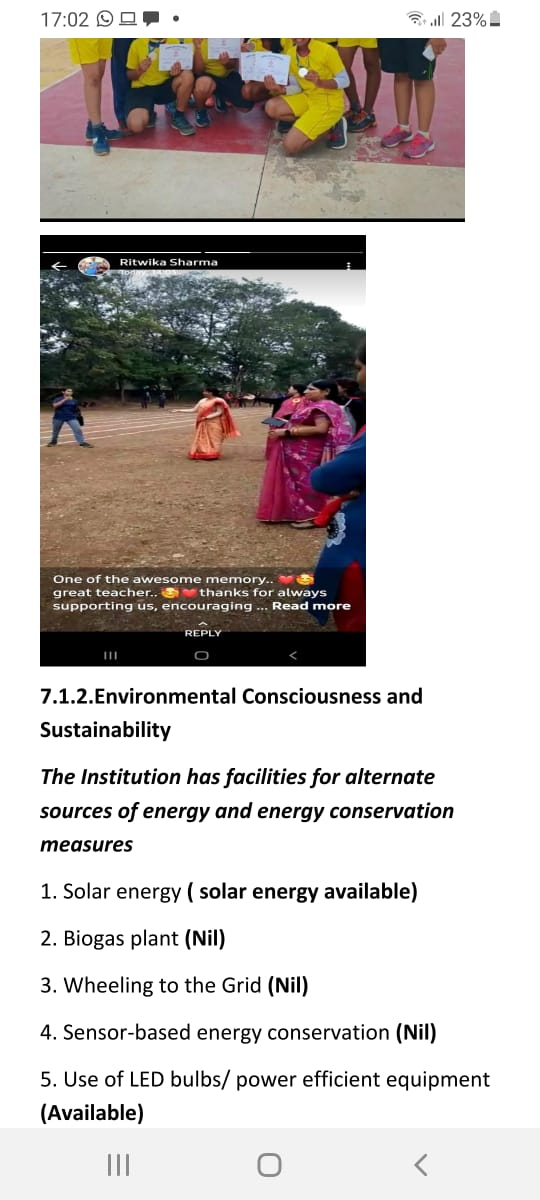 17:02
23%
Ritwika Sharma
Today, 14:03
One of the awesome memory.. ❤️🥰
great teacher.. 🥰❤️ thanks for always
supporting us, encouraging ... Read more
REPLY
7.1.2.Environmental Consciousness and
Sustainability
The Institution has facilities for alternate
sources of energy and energy conservation
measures
1. Solar energy ( solar energy available)
2. Biogas plant (Nil)
3. Wheeling to the Grid (Nil)
4. Sensor-based energy conservation (Nil)
5. Use of LED bulbs/ power efficient equipment
(Available)